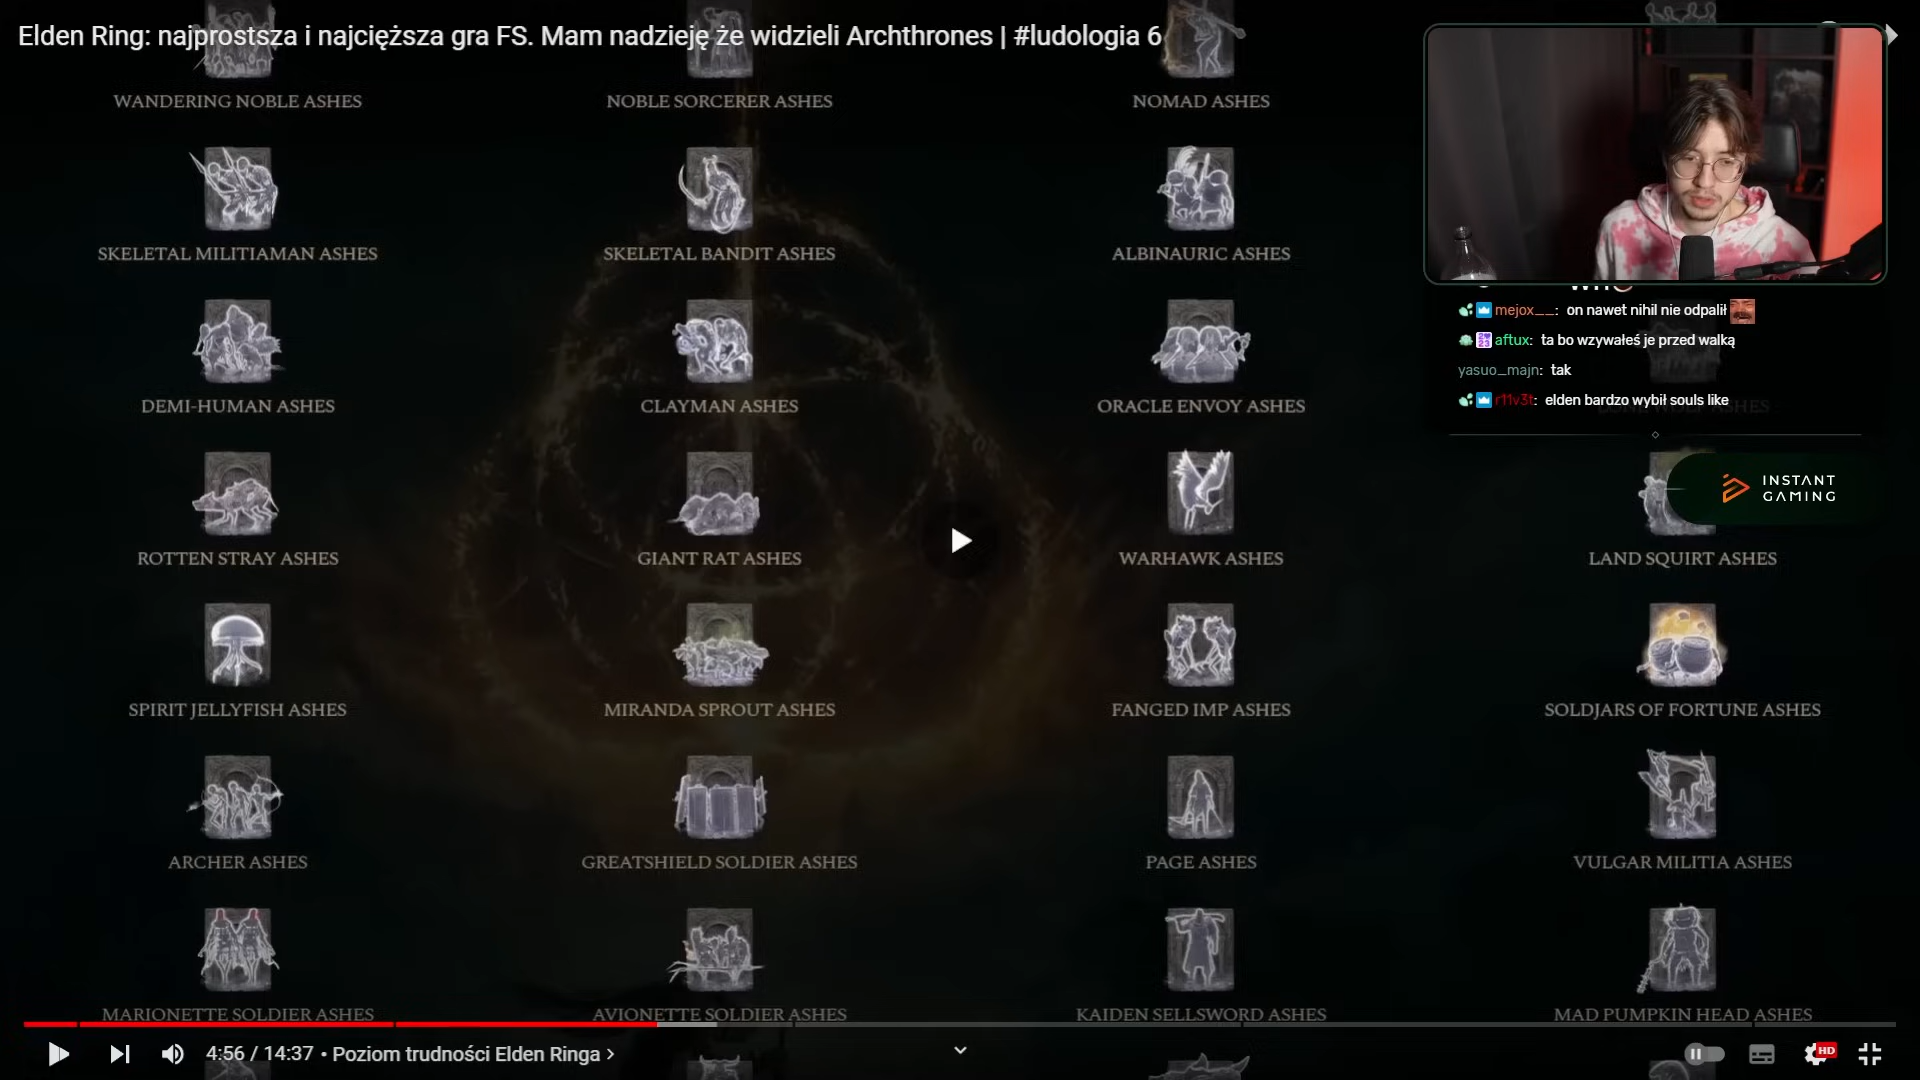 Elden Ring: najprostsza i najcięższa gra FS. Mam nadzieję że widzieli Archthrones | #ludologia 6
WANDERING NOBLE ASHES
NOBLE SORCERER ASHES
NOMAD ASHES
SKELETAL MILITIAMAN ASHES
SKELETAL BANDIT ASHES
ALBINAURIC ASHES
mejox__: on nawet nihil nie odpalił
aftux: ta bo wzywałeś je przed walką
yasuo_majn: tak
r11v3t: elden bardzo wybił souls like
DEMI-HUMAN ASHES
CLAYMAN ASHES
ORACLE ENVOY ASHES
LONE WOLF ASHES
INSTANT
GAMING
ROTTEN STRAY ASHES
GIANT RAT ASHES
WARHAWK ASHES
LAND SQUIRT ASHES
SPIRIT JELLYFISH ASHES
MIRANDA SPROUT ASHES
FANGED IMP ASHES
SOLDJARS OF FORTUNE ASHES
ARCHER ASHES
GREATSHIELD SOLDIER ASHES
PAGE ASHES
VULGAR MILITIA ASHES
MARIONETTE SOLDIER ASHES
AVIONETTE SOLDIER ASHES
KAIDEN SELLSWORD ASHES
MAD PUMPKIN HEAD ASHES
4:56 / 14:37 • Poziom trudności Elden Ringa >
HD